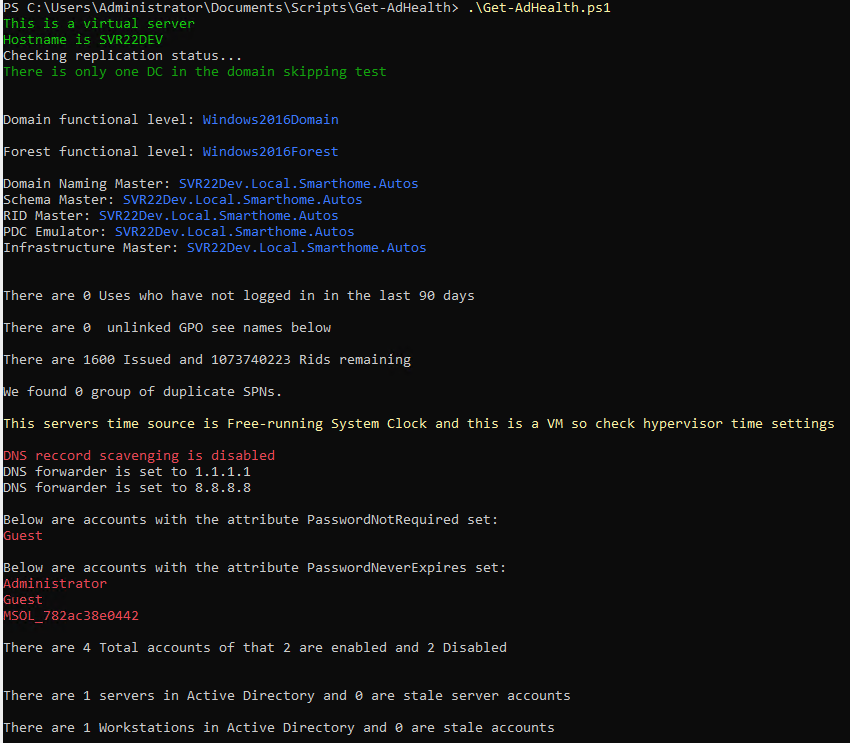 PS C:\Users\Administrator\Documents\Scripts\Get-AdHealth> .\Get-AdHealth.ps1
This is a virtual server
Hostname is SVR22DEV
Checking replication status...
There is only one DC in the domain skipping test
Domain functional level: Windows2016Domain
Forest functional level: Windows2016Forest
Domain Naming Master: SVR22Dev.Local.Smarthome.Autos
Schema Master: SVR22Dev.Local.Smarthome.Autos
RID Master: SVR22Dev.Local.Smarthome.Autos
PDC Emulator: SVR22Dev.Local.Smarthome.Autos
Infrastructure Master: SVR22Dev.Local.Smarthome.Autos
There are 0 Uses who have not logged in in the last 90 days
There are 0  unlinked GPO see names below
There are 1600 Issued and 1073740223 Rids remaining
We found 0 group of duplicate SPNs.
This servers time source is Free-running System Clock and this is a VM so check hypervisor time settings
DNS reccord scavenging is disabled
DNS forwarder is set to 1.1.1.1
DNS forwarder is set to 8.8.8.8
Below are accounts with the attribute PasswordNotRequired set:
Guest
Below are accounts with the attribute PasswordNeverExpires set:
Administrator
Guest
MSOL_782ac38e0442
There are 4 Total accounts of that 2 are enabled and 2 Disabled
There are 1 servers in Active Directory and 0 are stale server accounts
There are 1 Workstations in Active Directory and 0 are stale accounts